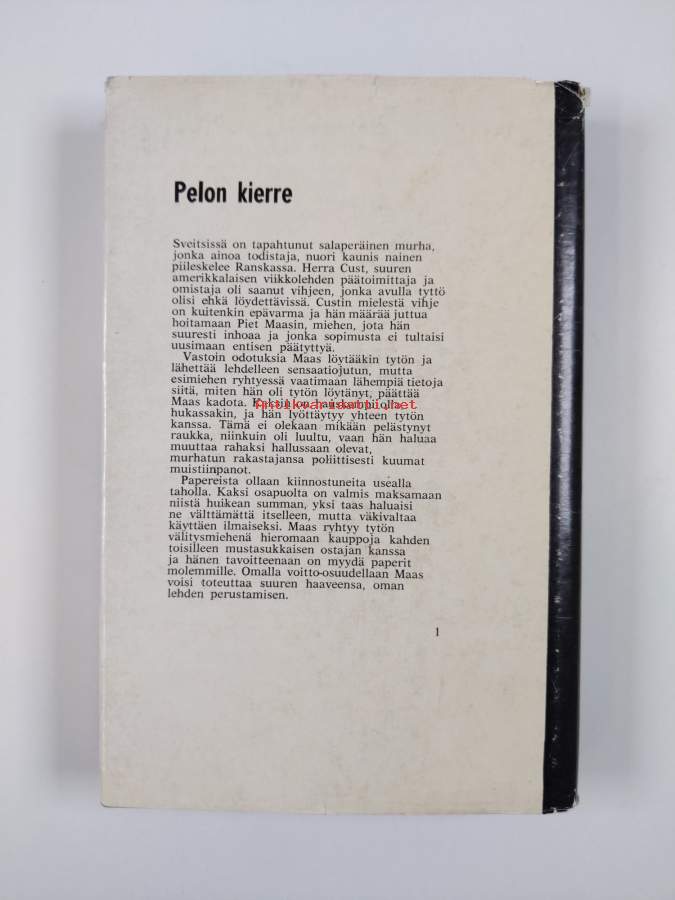 Pelon kierre
Sveitsissä on tapahtunut salaperäinen murha,
jonka ainoa todistaja, nuori kaunis nainen
piileskelee Ranskassa. Herra Cust, suuren
amerikkalaisen viikkolehden päätoimittaja ja
omistaja oli saanut vihjeen, jonka avulla tyttö
olisi ehkä löydettävissä. Custin mielestä vihje
on kuitenkin epävarma ja hän määrää juttua
hoitamaan Piet Maasin, miehen, jota hän
suuresti inhoaa ja jonka sopimusta ei tultaisi
uusimaan entisen päätyttyä.
Vastoin odotuksia Maas löytääkin tytön ja
lähettää lehdelleen sensaatiojutun, mutta
esimiehen ryhtyessä vaatimaan lähempiä tietoja
siitä, miten hän oli tytön löytänyt, päättää
Maas kadota. olla
Antikvariskatti.net
hukassakin, ja hän lyöttäytyy yhteen tytön
kanssa. Tämä ei olekaan mikään pelästynyt
raukka, niinkuin oli luultu, vaan hän haluaa
muuttaa rahaksi hallussaan olevat,
murhatun rakastajansa poliittisesti kuumat
muistiinpanot.
Papereista ollaan kiinnostuneita usealla
taholla. Kaksi osapuolta on valmis maksamaan
niistä huikean summan, yksi taas haluaisi
ne välttämättä itselleen, mutta väkivaltaa
käyttäen ilmaiseksi. Maas ryhtyy tytön
välitysmiehenä hieromaan kauppoja kahden
toisilleen mustasukkaisen ostajan kanssa
ja hänen tavoitteenaan on myydä paperit
molemmille. Omalla voitto-osuudellaan Maas
voisi toteuttaa suuren haaveensa, oman
lehden perustamisen.
1